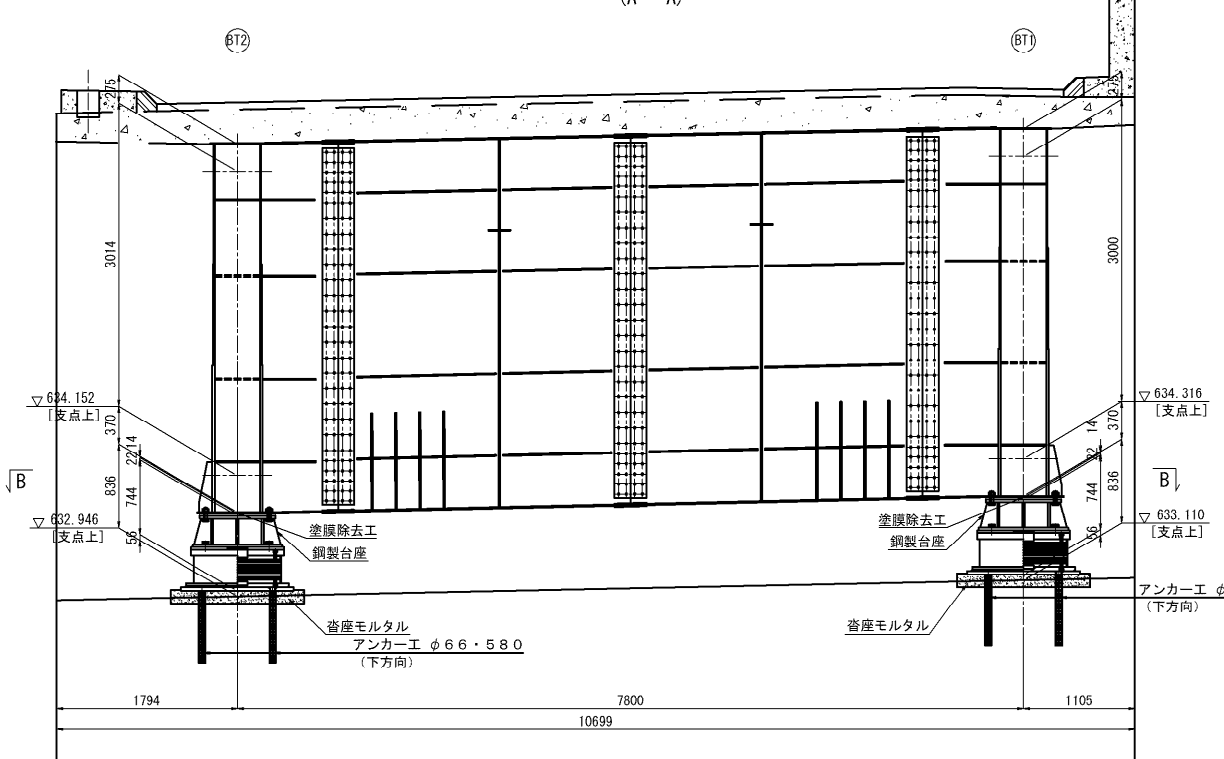 (A-A)
BT2
BT1
275
3014
3000
634.152
[支点上]
634.316
[支点上]
370
14
22
836
744
56
370
14
836
744
56
B
B
632.946
[支点上]
633.110
[支点上]
塗膜除去工
鋼製台座
塗膜除去工
鋼製台座
沓座モルタル
アンカー工 φ66・580
(下方向)
沓座モルタル
アンカー工 φ
(下方向)
1794
7800
1105
10699